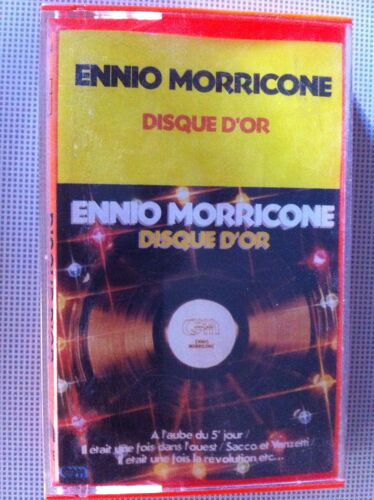 ENNIO MORRICONE
DISQUE D'OR
ENNIO MORRICONE
DISQUE D'OR
ENNIO
MORRICONE
A l'aube du 5e jour /
Il était une fois dans l'ouest / Sacco et Vanzetti /
Il était une fois la révolution etc...